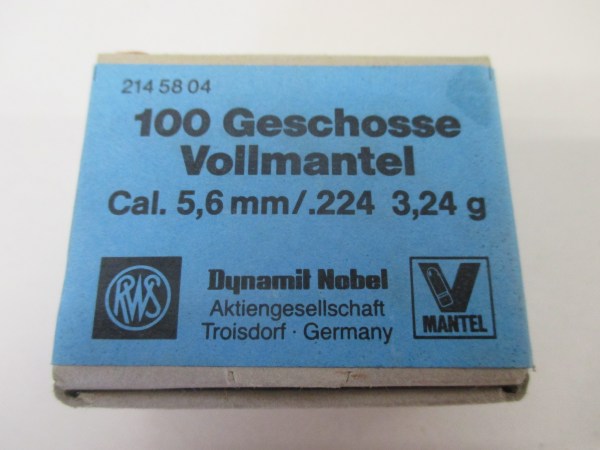 214 58 04
100 Geschosse
Vollmantel
Cal. 5,6 mm/.224 3,24 g
RWS
Dynamit Nobel
Aktiengesellschaft
Troisdorf · Germany
V
MANTEL